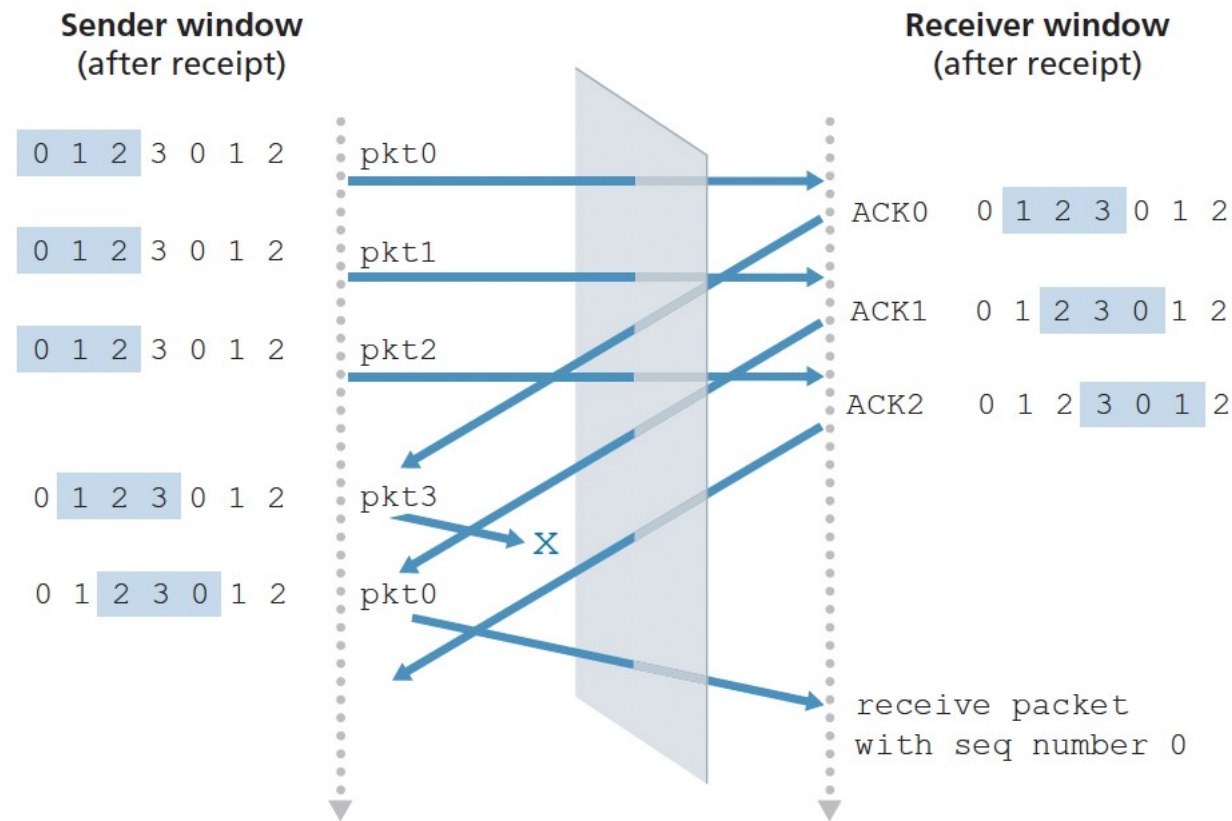 Sender window
(after receipt)
Receiver window
(after receipt)
0 1 2 3 0 1 2
pkt0
ACK0
0 1 2 3 0 1 2
0 1 2 3 0 1 2
pkt1
ACK1
0 1 2 3 0 1 2
0 1 2 3 0 1 2
pkt2
ACK2
0 1 2 3 0 1 2
0 1 2 3 0 1 2
pkt3
X
0 1 2 3 0 1 2
pkt0
receive packet
with seq number 0